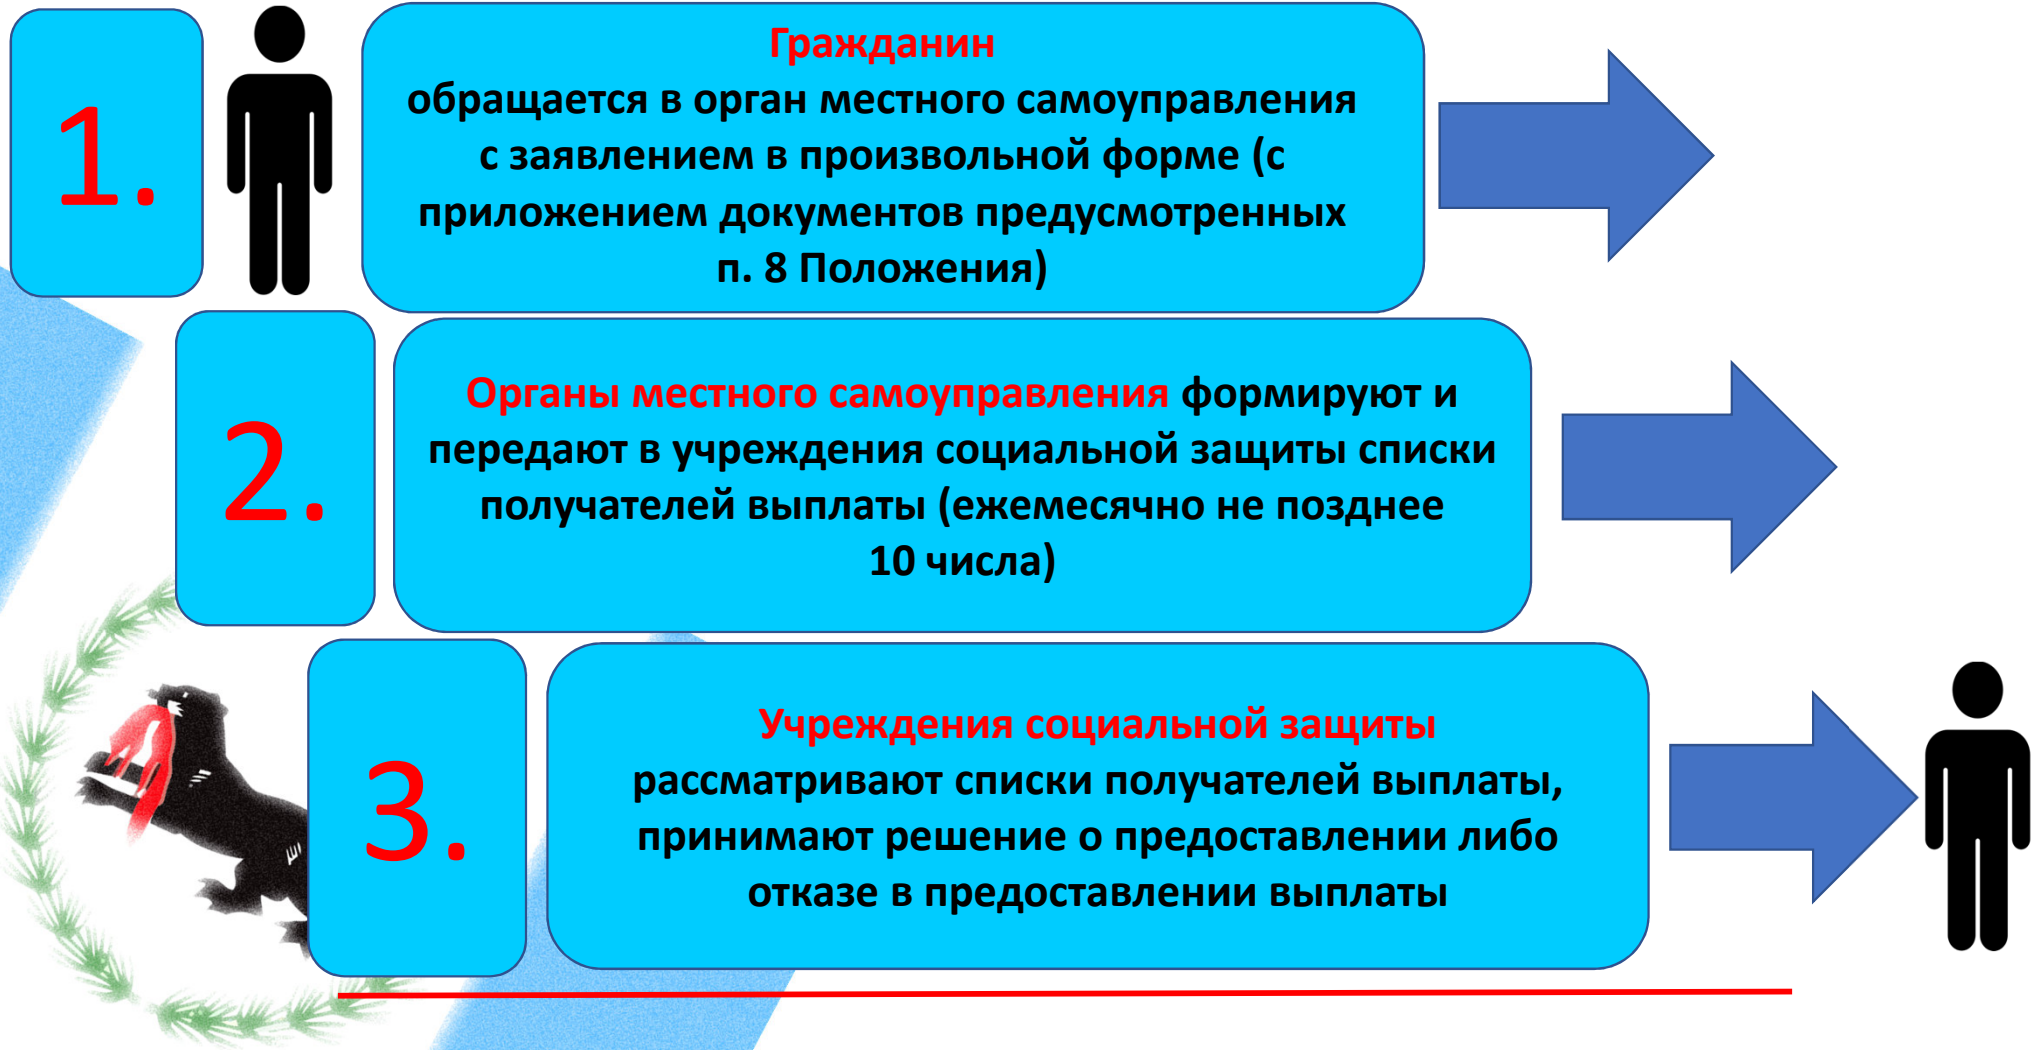 1.
Гражданин
обращается в орган местного самоуправления
с заявлением в произвольной форме (с
приложением документов предусмотренных
п. 8 Положения)
2.
Органы местного самоуправления формируют и
передают в учреждения социальной защиты списки
получателей выплаты (ежемесячно не позднее
10 числа)
3.
Учреждения социальной защиты
рассматривают списки получателей выплаты,
принимают решение о предоставлении либо
отказе в предоставлении выплаты